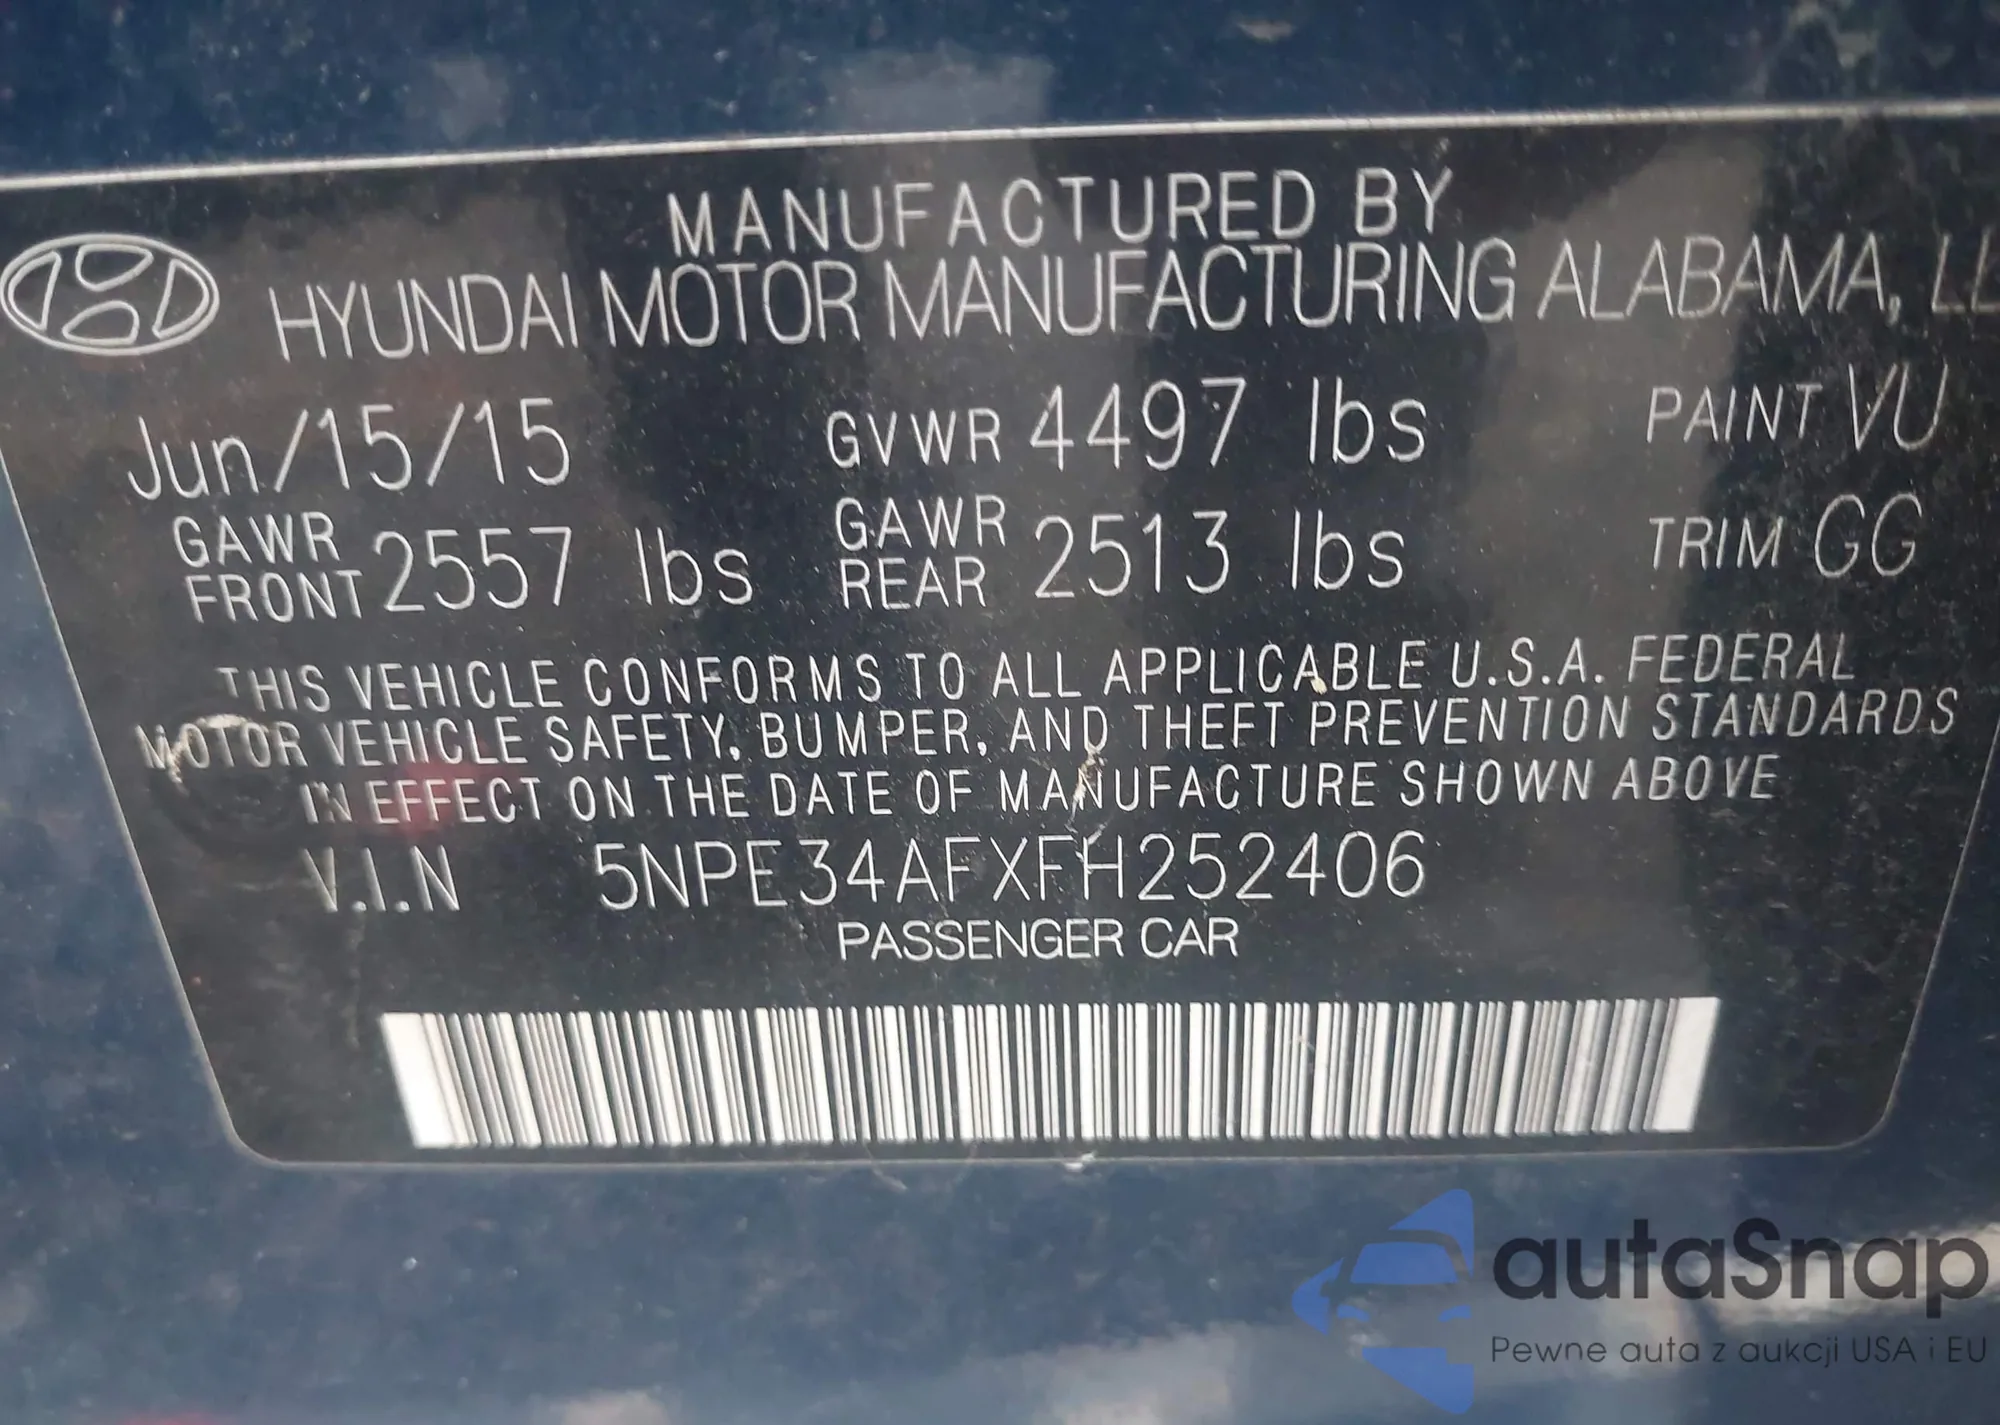 MANUFACTURED BY
HYUNDAI MOTOR MANUFACTURING ALABAMA, LL
Jun/15/15 GVWR 4497 lbs PAINT VU
GAWR FRONT 2557 lbs GAWR REAR 2513 lbs TRIM GG
THIS VEHICLE CONFORMS TO ALL APPLICABLE U.S.A. FEDERAL
MOTOR VEHICLE SAFETY, BUMPER, AND THEFT PREVENTION STANDARDS
IN EFFECT ON THE DATE OF MANUFACTURE SHOWN ABOVE
V.I.N 5NPE34AFXFH252406
PASSENGER CAR
autaSnap
Pewne auta z aukcji USA i EU